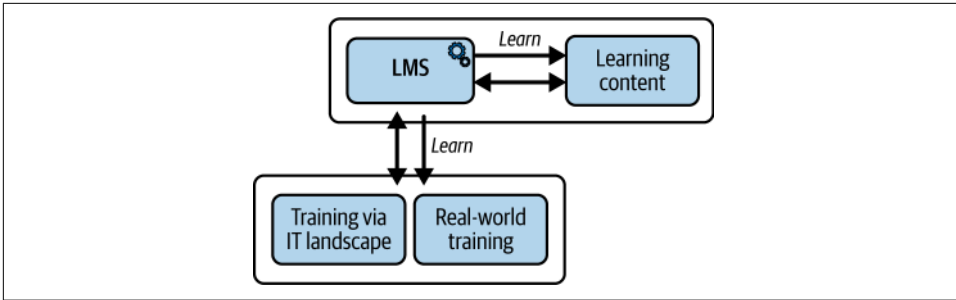 Learn
LMS
Learning
content
Learn
Training via
IT landscape
Real-world
training